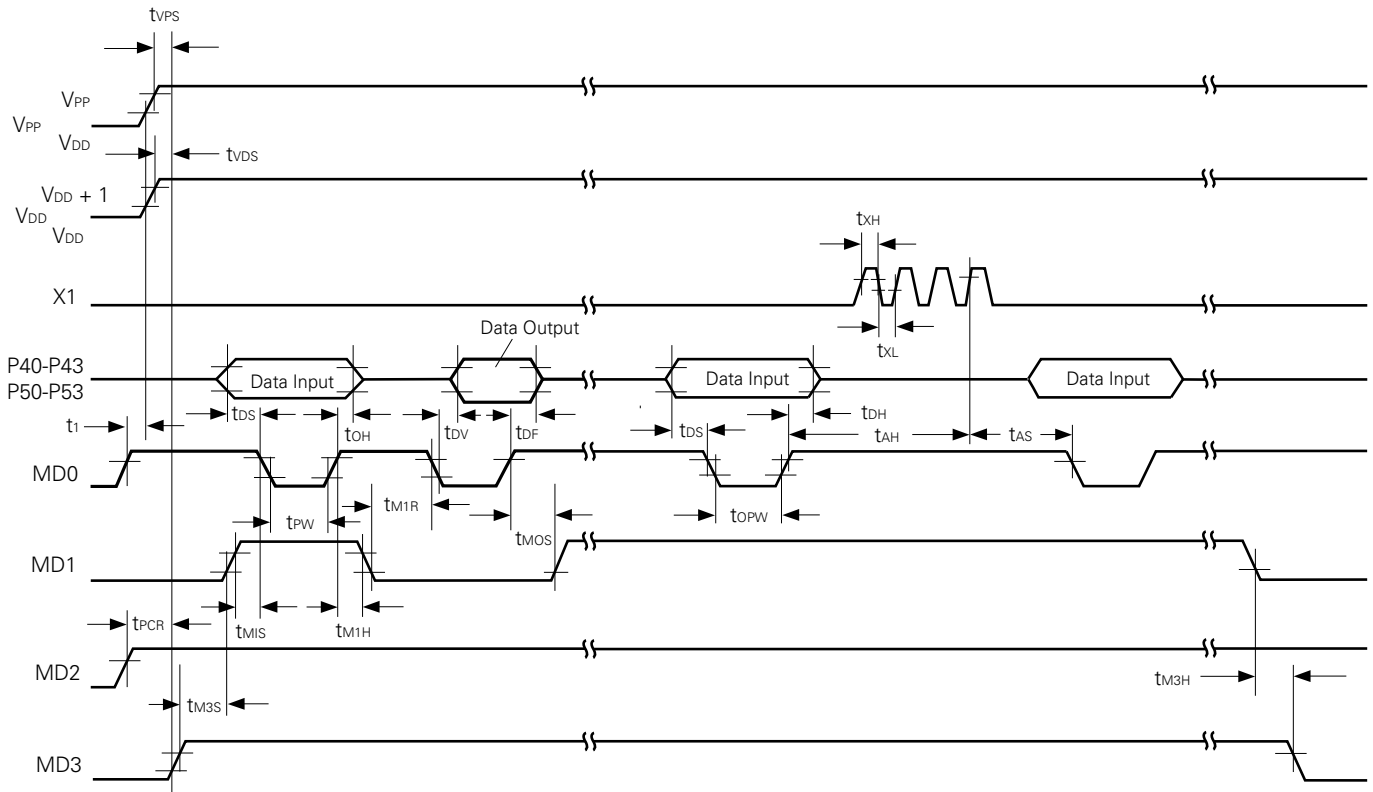 tVPS
VPP
VPP
VDD
tVDS
VDD + 1
VDD
VDD
tXH
X1
tXL
Data Output
P40-P43
P50-P53
Data Input
Data Input
Data Input
t1
tDS
tOH
tDV
tDF
tDS
tDH
tAH
tAS
MD0
tPW
tM1R
tMOS
tOPW
MD1
tPCR
tMIS
tM1H
MD2
tM3S
tM3H
MD3